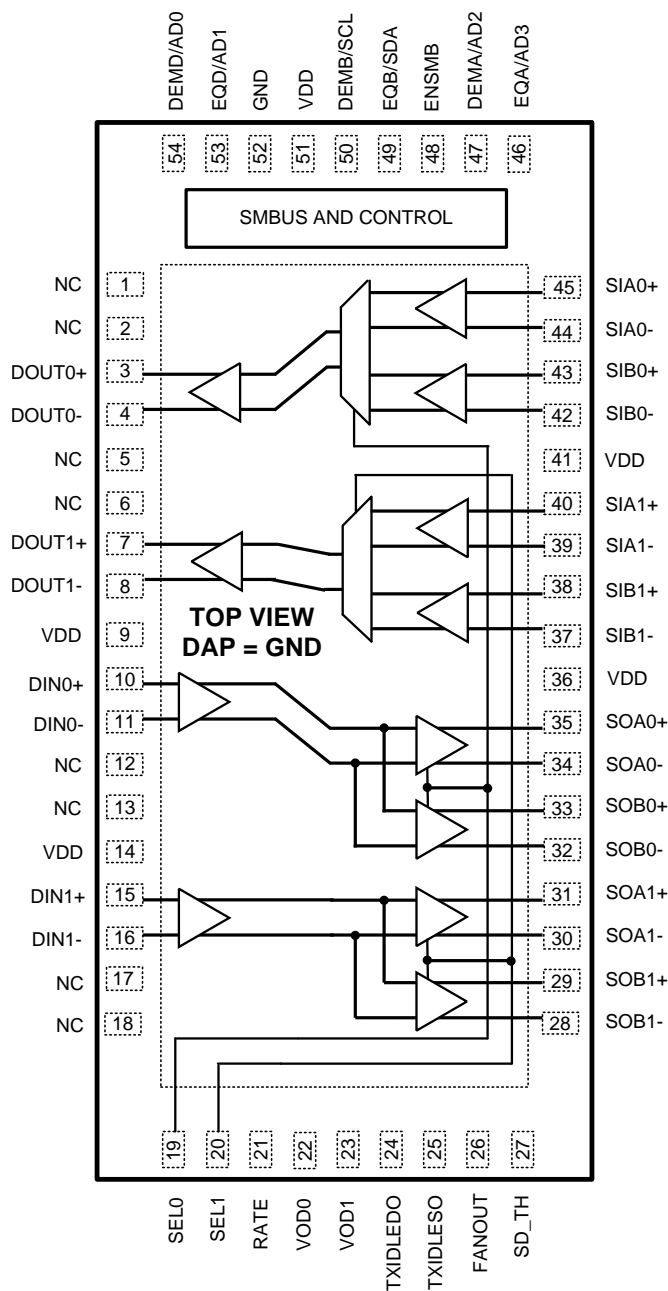 DEMD/AD0
EQD/AD1
GND
VDD
DEMB/SCL
EQB/SDA
ENSMB
DEMA/AD2
EQA/AD3
54
53
52
51
50
49
48
47
46
SMBUS AND CONTROL
NC 1
45 SIA0+
NC 2
44 SIA0-
DOUT0+ 3
43 SIB0+
DOUT0- 4
42 SIB0-
NC 5
41 VDD
NC 6
40 SIA1+
DOUT1+ 7
39 SIA1-
DOUT1- 8
38 SIB1+
TOP VIEW
DAP = GND
VDD 9
37 SIB1-
DIN0+ 10
36 VDD
DIN0- 11
35 SOA0+
NC 12
34 SOA0-
NC 13
33 SOB0+
VDD 14
32 SOB0-
DIN1+ 15
31 SOA1+
DIN1- 16
30 SOA1-
NC 17
29 SOB1+
NC 18
28 SOB1-
19
20
21
22
23
24
25
26
27
SEL0
SEL1
RATE
VOD0
VOD1
TXIDLEDO
TXIDLESO
FANOUT
SD_TH